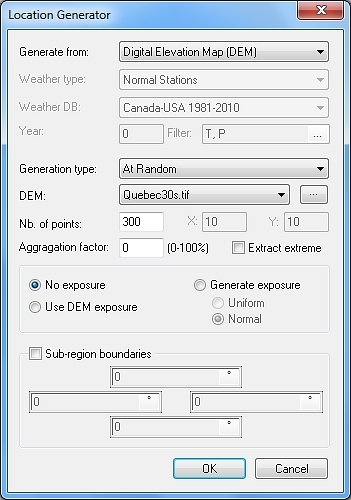 Location Generator
Generate from: Digital Elevation Map (DEM)
Weather type: Normal Stations
Weather DB: Canada-USA 1981-2010
Year: 0 Filter: T, P ...
Generation type: At Random
DEM: Quebec30s.tif ...
Nb. of points: 300 X: 10 Y: 10
Aggragation factor: 0 (0-100%) Extract extreme
No exposure Generate exposure
Use DEM exposure Uniform
Normal
Sub-region boundaries
0 °
0 ° 0 °
0 °
OK Cancel